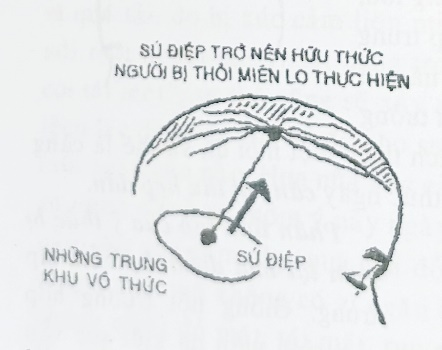 SỨ ĐIỆP TRỞ NÊN HỮU THỨC
NGƯỜI BỊ THÔI MIÊN LO THỰC HIỆN
SỨ ĐIỆP
NHỮNG TRUNG
KHU VÔ THỨC